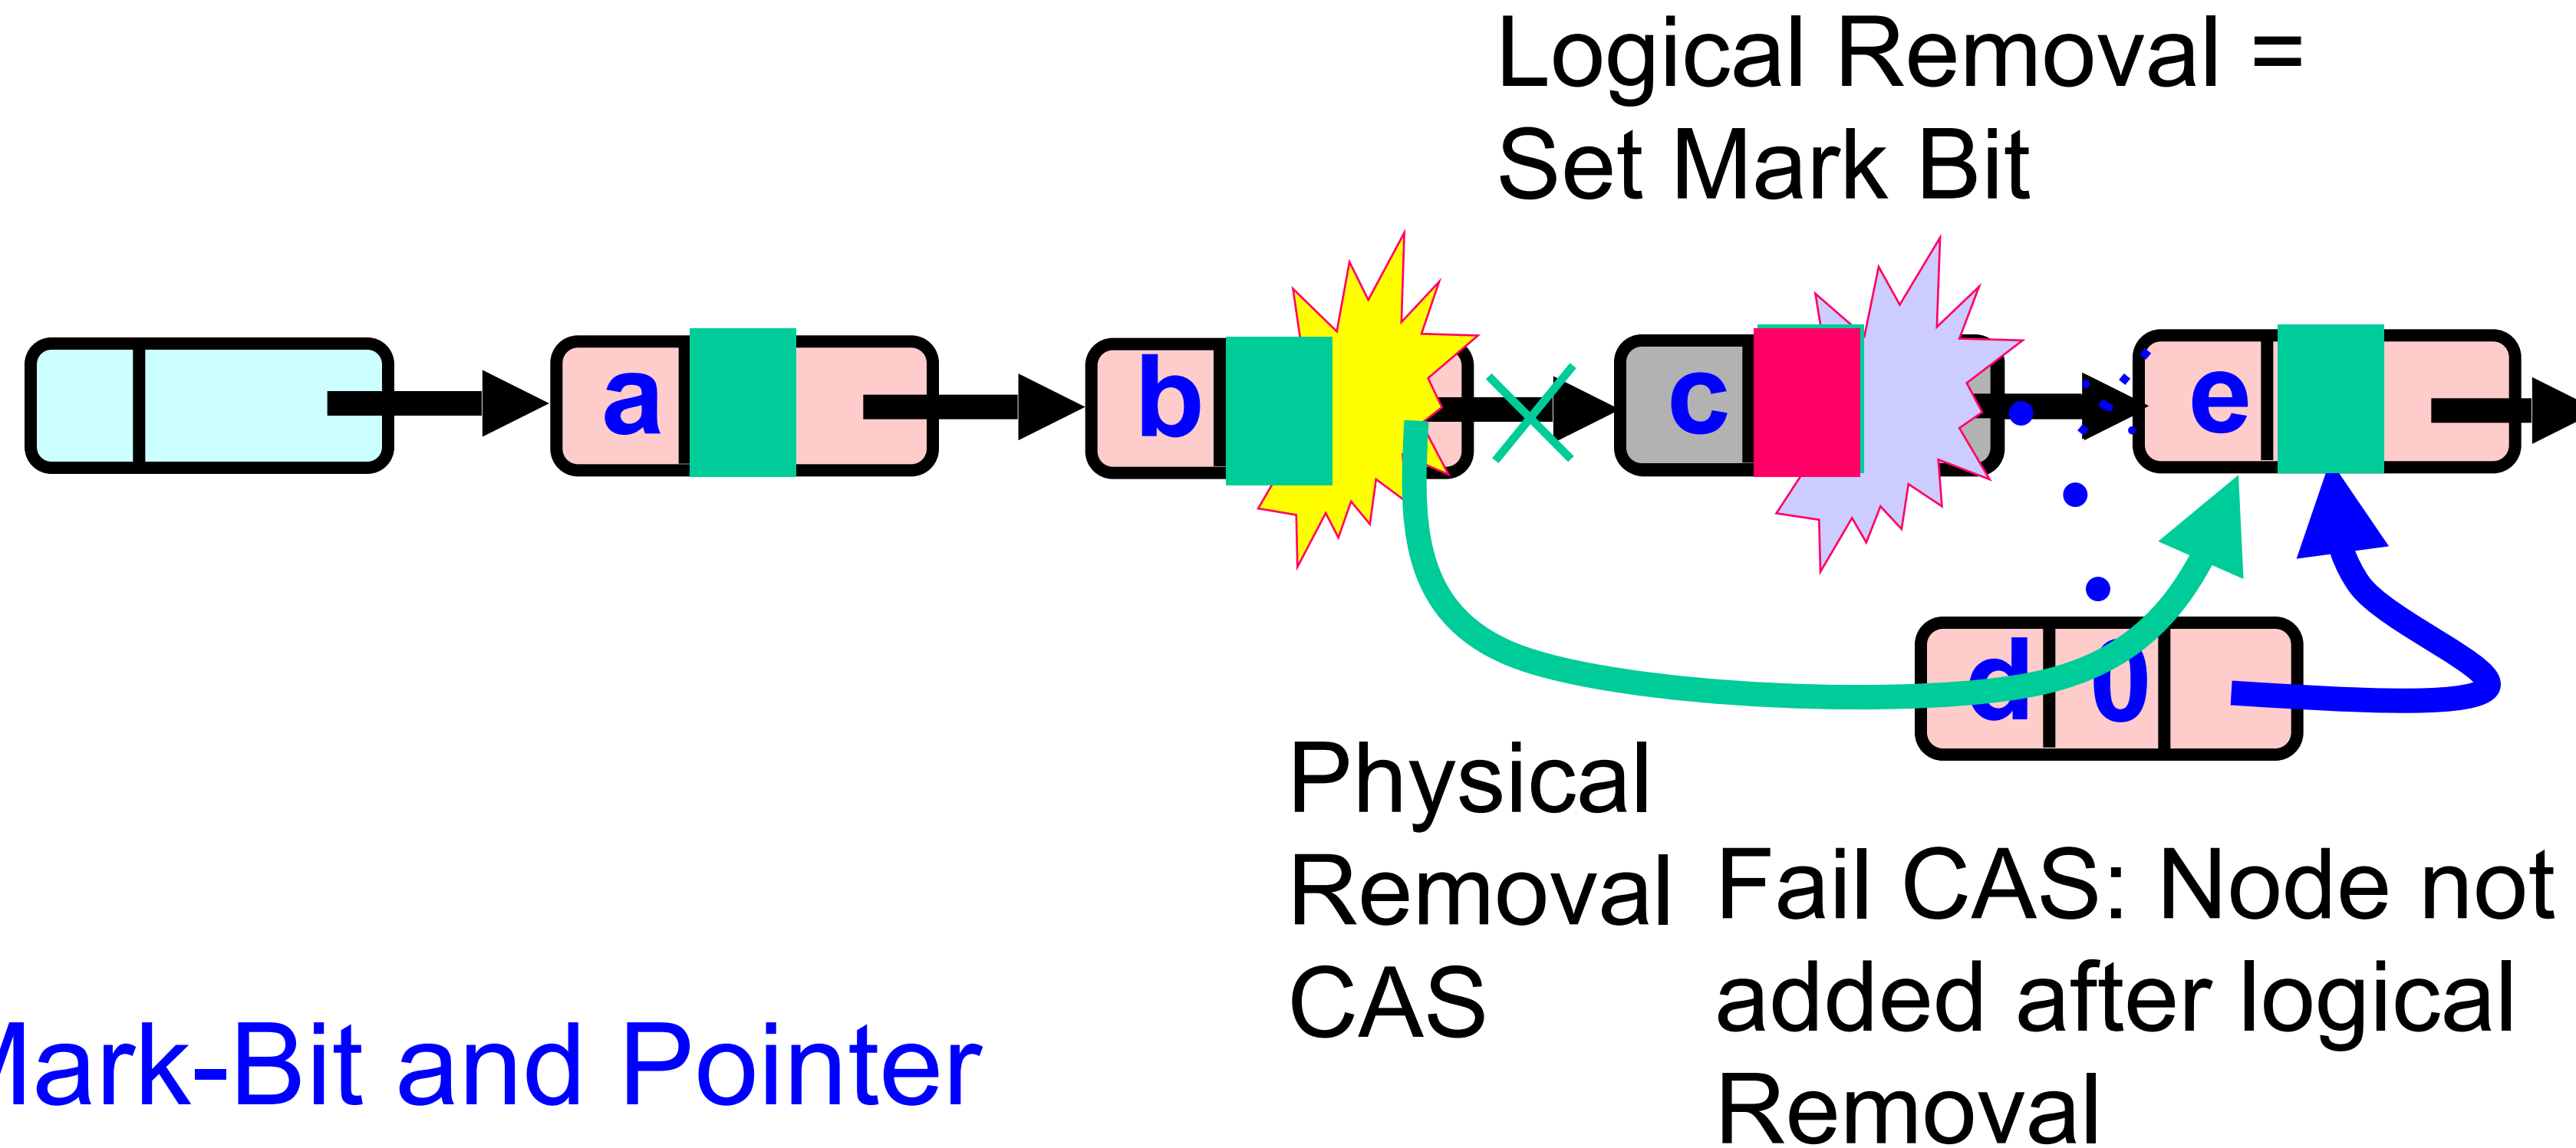 Logical Removal =
Set Mark Bit
a
b
c
e
d 0
Physical
Removal
CAS
Fail CAS: Node not
added after logical
Removal
Mark-Bit and Pointer